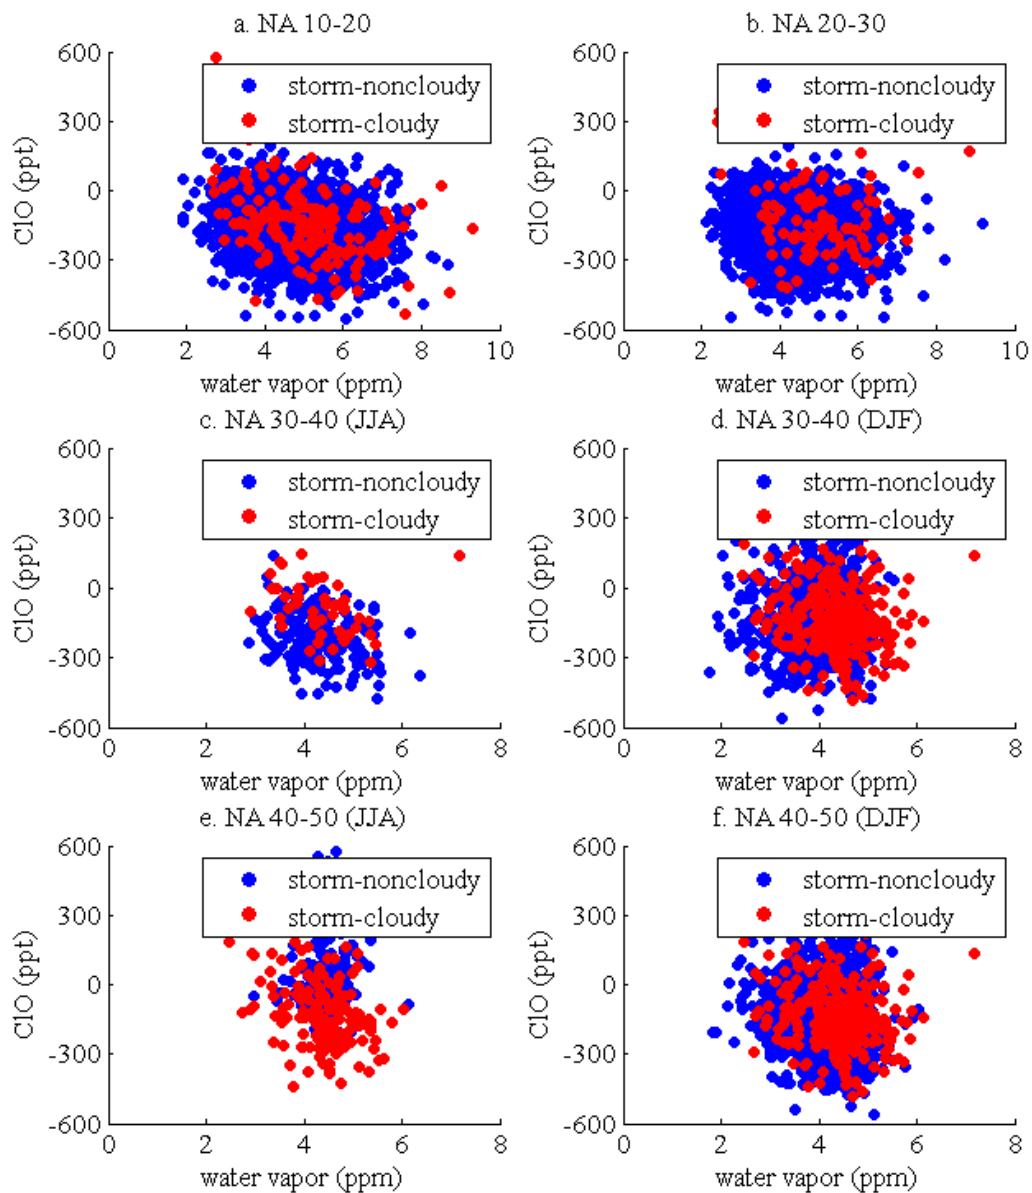 a. NA 10-20
b. NA 20-30
600
300
0
-300
-600
ClO (ppt)
storm-noncloudy
storm-cloudy
0 2 4 6 8 10
water vapor (ppm)
600
300
0
-300
-600
ClO (ppt)
storm-noncloudy
storm-cloudy
0 2 4 6 8 10
water vapor (ppm)
c. NA 30-40 (JJA)
d. NA 30-40 (DJF)
600
300
0
-300
-600
ClO (ppt)
storm-noncloudy
storm-cloudy
0 2 4 6 8
water vapor (ppm)
600
300
0
-300
-600
ClO (ppt)
storm-noncloudy
storm-cloudy
0 2 4 6 8
water vapor (ppm)
e. NA 40-50 (JJA)
f. NA 40-50 (DJF)
600
300
0
-300
-600
ClO (ppt)
storm-noncloudy
storm-cloudy
0 2 4 6 8
water vapor (ppm)
600
300
0
-300
-600
ClO (ppt)
storm-noncloudy
storm-cloudy
0 2 4 6 8
water vapor (ppm)